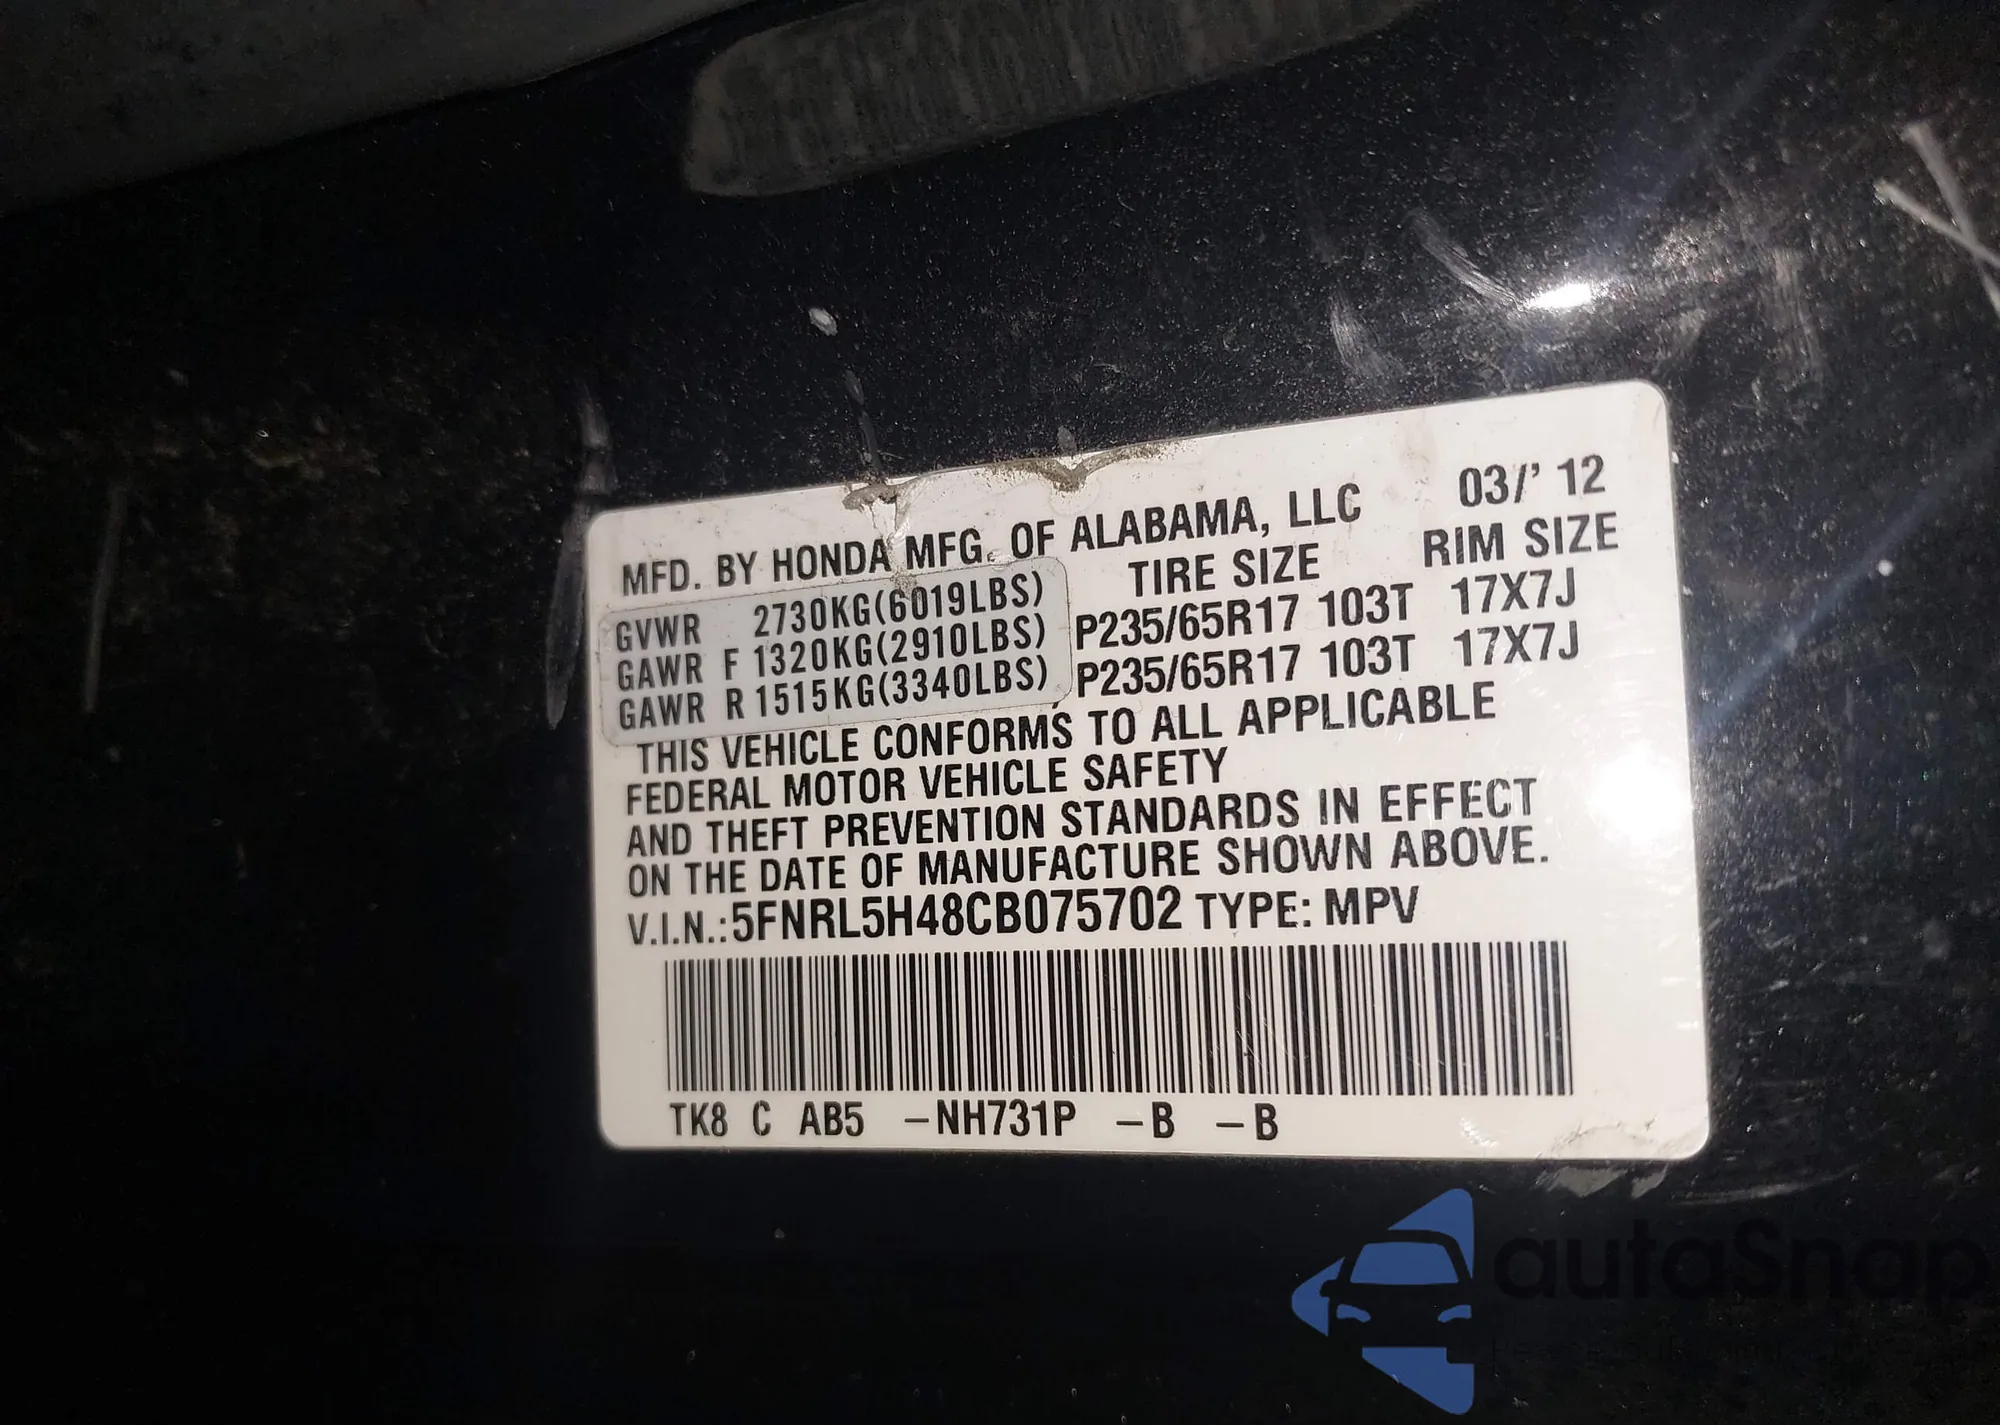 MFD. BY HONDA MFG. OF ALABAMA, LLC 03/' 12
TIRE SIZE RIM SIZE
GVWR 2730KG(6019LBS)
GAWR F 1320KG(2910LBS) P235/65R17 103T 17X7J
GAWR R 1515KG(3340LBS) P235/65R17 103T 17X7J
THIS VEHICLE CONFORMS TO ALL APPLICABLE
FEDERAL MOTOR VEHICLE SAFETY
AND THEFT PREVENTION STANDARDS IN EFFECT
ON THE DATE OF MANUFACTURE SHOWN ABOVE.
V.I.N.:5FNRL5H48CB075702 TYPE: MPV
TK8 C AB5 –NH731P –B –B
autaSnap